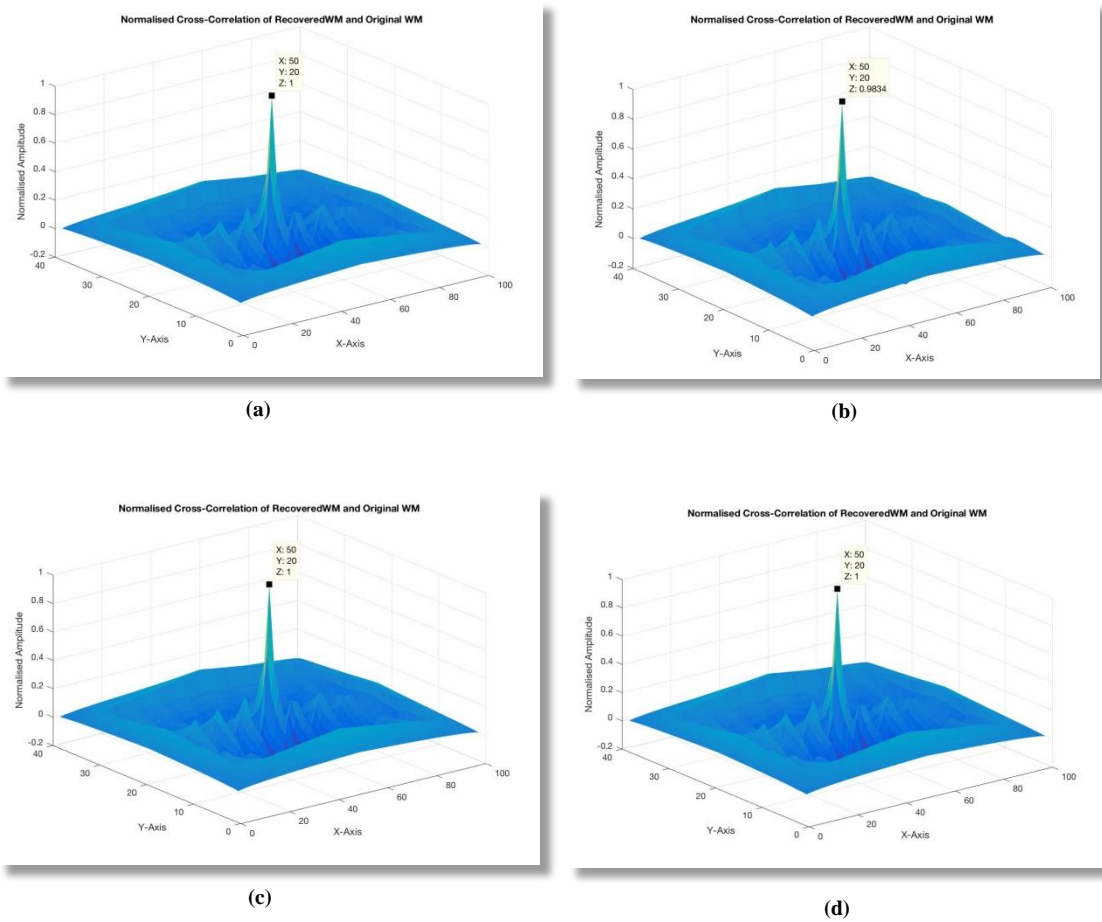 Normalised Cross-Correlation of RecoveredWM and Original WM
X: 50
Y: 20
Z: 1
1
0.8
0.6
0.4
0.2
0
-0.2
Normalised Amplitude
40
30
20
10
0
Y-Axis
0
20
40
60
80
100
X-Axis
(a)
Normalised Cross-Correlation of RecoveredWM and Original WM
X: 50
Y: 20
Z: 0.9834
1
0.8
0.6
0.4
0.2
0
-0.2
Normalised Amplitude
40
30
20
10
0
Y-Axis
0
20
40
60
80
100
X-Axis
(b)
Normalised Cross-Correlation of RecoveredWM and Original WM
X: 50
Y: 20
Z: 1
1
0.8
0.6
0.4
0.2
0
-0.2
Normalised Amplitude
40
30
20
10
0
Y-Axis
0
20
40
60
80
100
X-Axis
(c)
Normalised Cross-Correlation of RecoveredWM and Original WM
X: 50
Y: 20
Z: 1
1
0.8
0.6
0.4
0.2
0
-0.2
Normalised Amplitude
40
30
20
10
0
Y-Axis
0
20
40
60
80
100
X-Axis
(d)